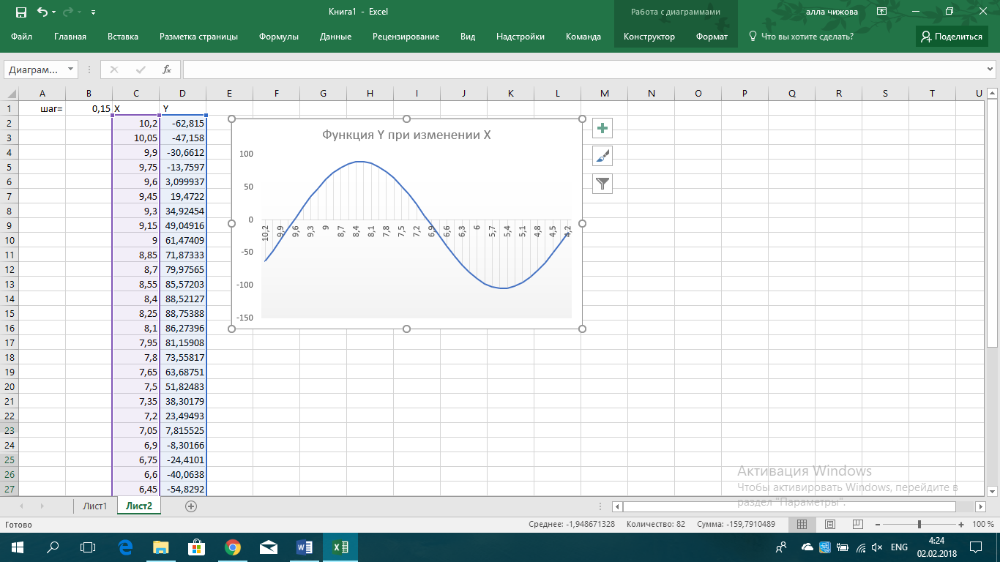 Книга1 - Excel
Работа с диаграммами
алла чижова
Файл Главная Вставка Разметка страницы Формулы Данные Рецензирование Вид Надстройки Команда Конструктор Формат Что вы хотите сделать? Поделиться
Диаграм... fx
A B C D E F G H I J K L M N O P Q R S T U
1 шаг= 0,15 X Y
2 10,2 -62,815
3 10,05 -47,158
4 9,9 -30,6612
5 9,75 -13,7597
6 9,6 3,099937
7 9,45 19,4722
8 9,3 34,92454
9 9,15 49,04916
10 9 61,47409
11 8,85 71,87333
12 8,7 79,97565
13 8,55 85,57203
14 8,4 88,52127
15 8,25 88,75388
16 8,1 86,27396
17 7,95 81,15908
18 7,8 73,55817
19 7,65 63,68751
20 7,5 51,82483
21 7,35 38,30179
22 7,2 23,49493
23 7,05 7,815525
24 6,9 -8,30166
25 6,75 -24,4101
26 6,6 -40,0638
27 6,45 -54,8292
Функция Y при изменении X
100
50
0
-50
-100
-150
10,2 9,9 9,6 9,3 9 8,7 8,4 8,1 7,8 7,5 7,2 6,9 6,6 6,3 6 5,7 5,4 5,1 4,8 4,5 4,2
Активация Windows
Чтобы активировать Windows, перейдите в
раздел "Параметры".
Лист1 Лист2
Готово Среднее: -1,948671328 Количество: 82 Сумма: -159,7910489 100 %
ENG
4:24
02.02.2018